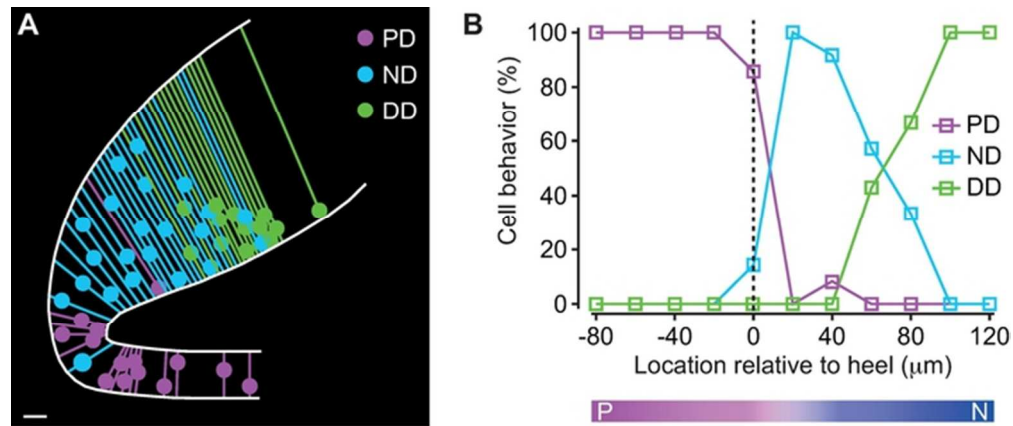 A
PD
ND
DD
B
Cell behavior (%)
100
80
60
40
20
0
PD
ND
DD
-80 -40 0 40 80 120
Location relative to heel (μm)
P N